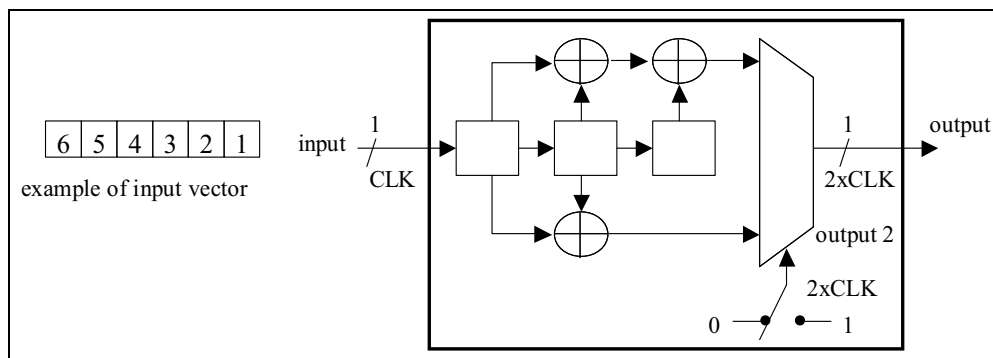 6 5 4 3 2 1
example of input vector
input
1
CLK
1
2xCLK
output
output 2
2xCLK
0
1